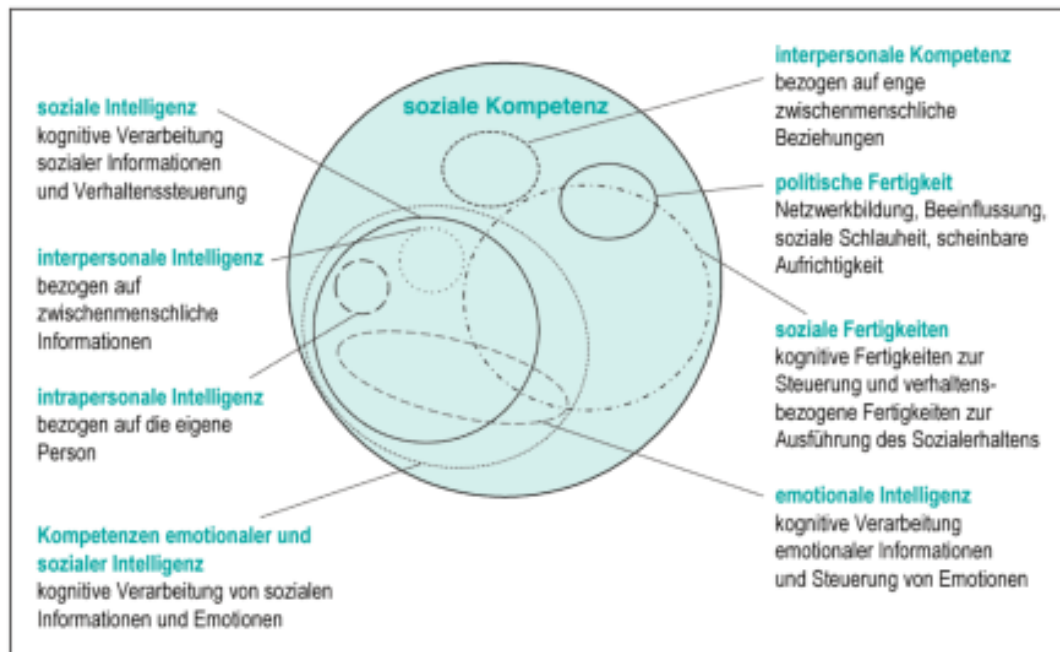 soziale Kompetenz
soziale Intelligenz
kognitive Verarbeitung
sozialer Informationen
und Verhaltenssteuerung
interpersonale Intelligenz
bezogen auf
zwischenmenschliche
Informationen
intrapersonale Intelligenz
bezogen auf die eigene
Person
Kompetenzen emotionaler und
sozialer Intelligenz
kognitive Verarbeitung von sozialen
Informationen und Emotionen
interpersonale Kompetenz
bezogen auf enge
zwischenmenschliche
Beziehungen
politische Fertigkeit
Netzwerkbildung, Beeinflussung,
soziale Schlauheit, scheinbare
Aufrichtigkeit
soziale Fertigkeiten
kognitive Fertigkeiten zur
Steuerung und verhaltens-
bezogene Fertigkeiten zur
Ausführung des Sozialerhaltens
emotionale Intelligenz
kognitive Verarbeitung
emotionaler Informationen
und Steuerung von Emotionen